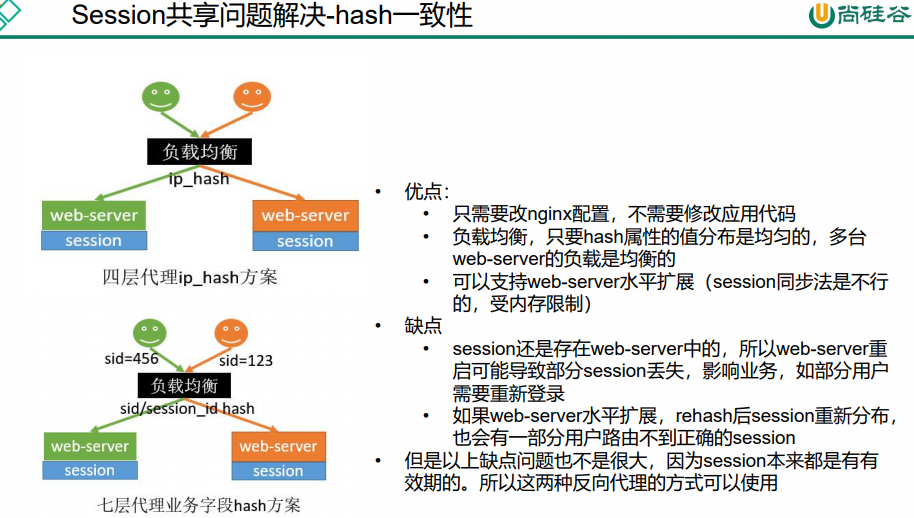 Session共享问题解决-hash一致性
尚硅谷
负载均衡
ip_hash
web-server
session
web-server
session
四层代理ip_hash方案
sid=456
sid=123
负载均衡
sid/session_id hash
web-server
session
web-server
session
七层代理业务字段hash方案
• 优点：
• 只需要改nginx配置，不需要修改应用代码
• 负载均衡，只要hash属性的值分布是均匀的，多台
web-server的负载是均衡的
• 可以支持web-server水平扩展（session同步法是不行
的，受内存限制）
• 缺点
• session还是存在web-server中的，所以web-server重
启可能导致部分session丢失，影响业务，如部分用户
需要重新登录
• 如果web-server水平扩展，rehash后session重新分布，
也会有一部分用户路由不到正确的session
• 但是以上缺点问题也不是很大，因为session本来都是有有
效期的。所以这两种反向代理的方式可以使用